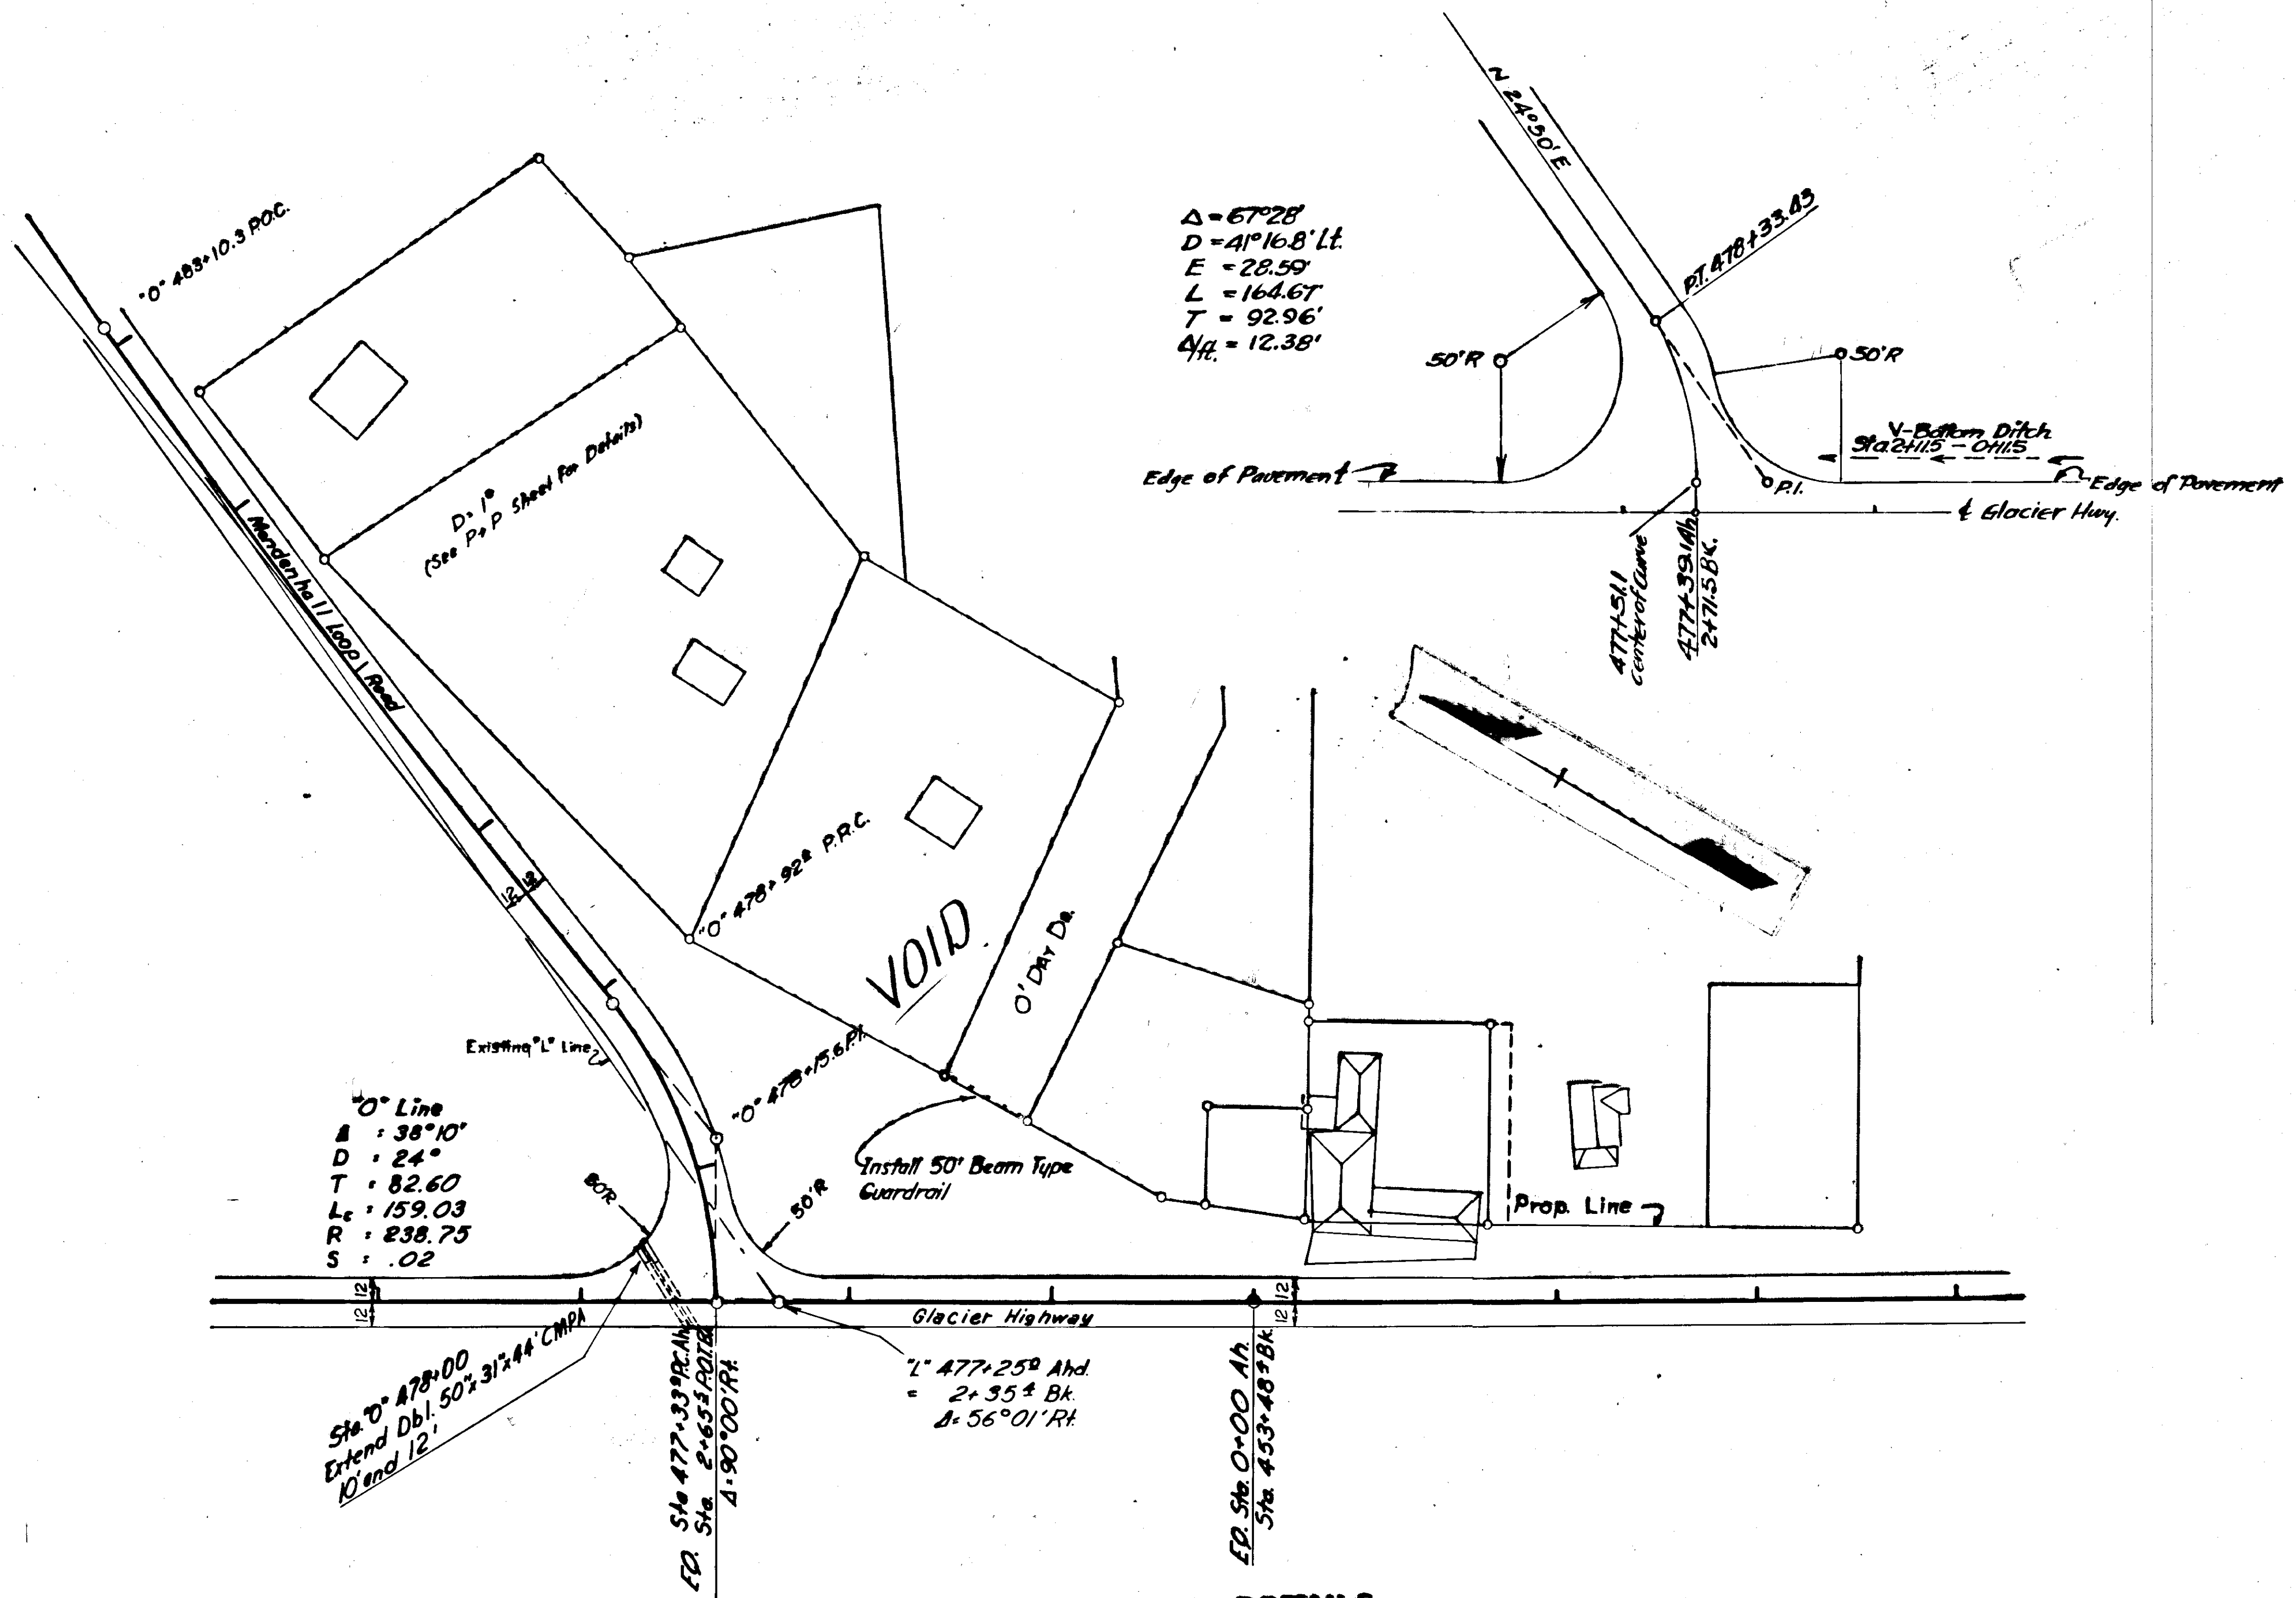 "O" 483+10.3 P.O.C.
D= 1°
(See P+P Sheet For Details)
Mendenhall Loop Road
12
12
"O" 478+92 P.R.C.
VOID
O' DAY DR.
"O" 478+15.6 P.I.
Existing "L" Line
"O" Line
Δ : 38°10"
D : 24°
T : 82.60
Lc : 159.03
R : 238.75
S : .02
50'R
Install 50' Beam Type
Guardrail
Prop. Line
12
12
12
12
Glacier Highway
Sta. "O" 478+00
Extend Dbl. 50"x31"x44' CMPA
10' and 12'
EQ. Sta 477+33 P.C. Ah.
Sta. 2+65
Δ=90°00'Rt.
"L" 477+25 Ahd.
= 2+35 Bk.
Δ= 56°01'Rt.
EQ. Sta. 0+00 Ah.
Sta. 453+48 Bk.
Δ=67°28'
D =41°16.8' Lt.
E =28.59'
L =164.67'
T = 92.96'
Δ/ft. = 12.38'
N 24°30' E
P.T. 478+33.43
50'R
50'R
V-Bottom Ditch
Sta. 2+11.5 - 0+11.5
Edge of Pavement
Edge of Pavement
P.I.
℄ Glacier Hwy.
477+51.1
Center of Curve
477+39.1 Ah
2+71.5 BK.